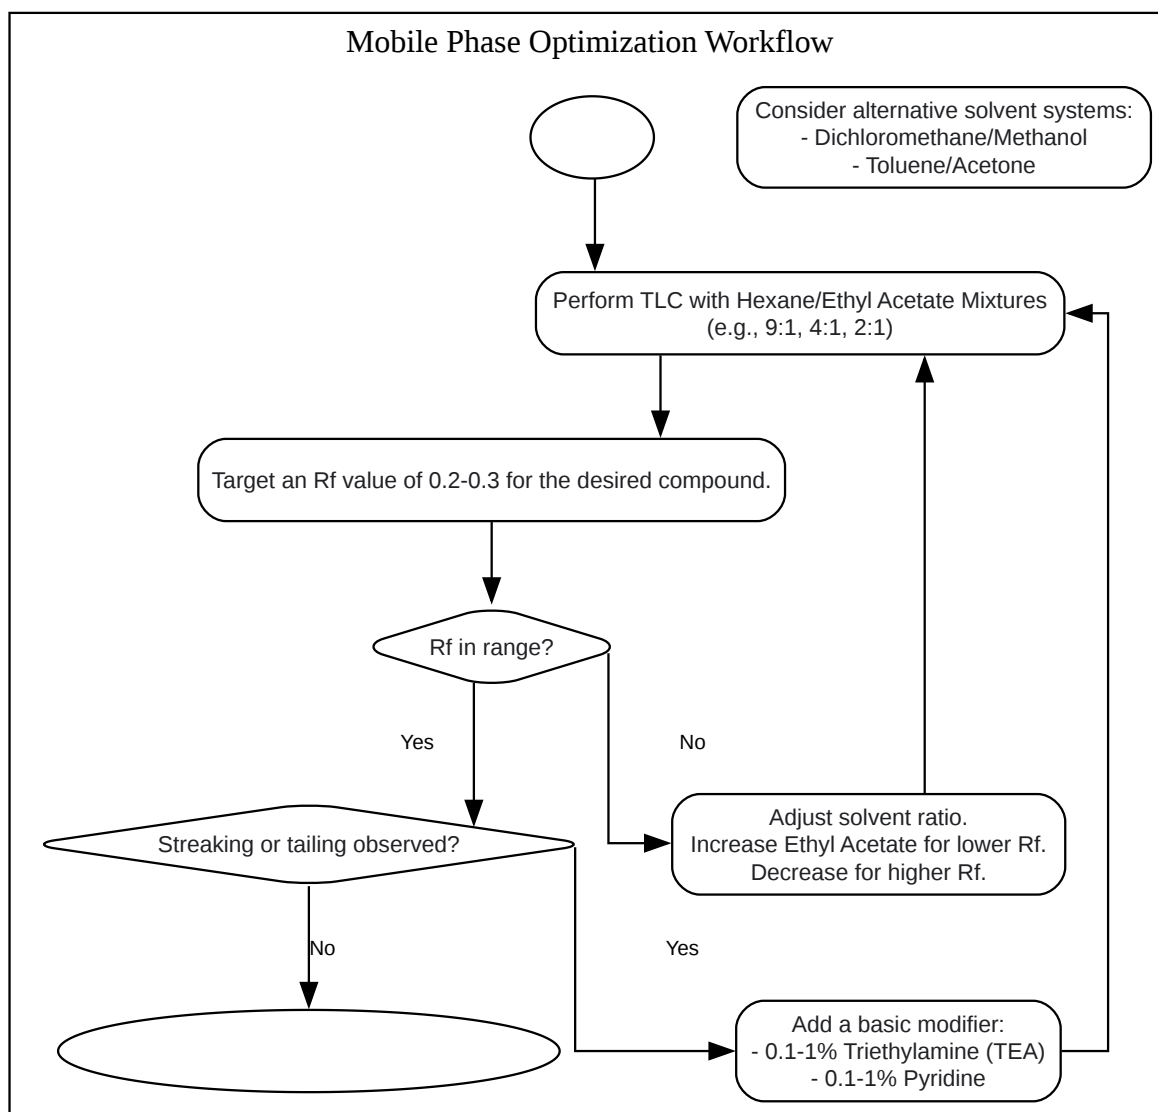 Mobile Phase Optimization Workflow
Consider alternative solvent systems:
- Dichloromethane/Methanol
- Toluene/Acetone
Perform TLC with Hexane/Ethyl Acetate Mixtures
(e.g., 9:1, 4:1, 2:1)
Target an Rf value of 0.2-0.3 for the desired compound.
Rf in range?
Yes
No
Adjust solvent ratio.
Increase Ethyl Acetate for lower Rf.
Decrease for higher Rf.
Streaking or tailing observed?
No
Yes
Add a basic modifier:
- 0.1-1% Triethylamine (TEA)
- 0.1-1% Pyridine